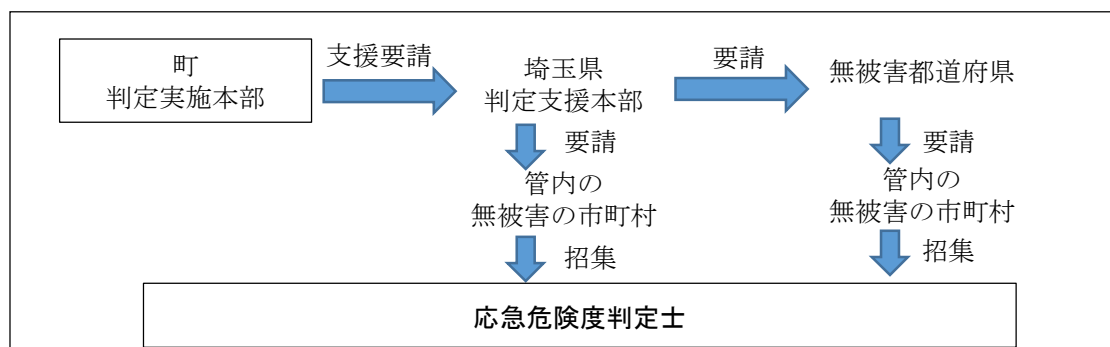 町
判定実施本部
支援要請
埼玉県
判定支援本部
要請
無被害都道府県
要請
管内の
無被害の市町村
招集
要請
管内の
無被害の市町村
招集
応急危険度判定士